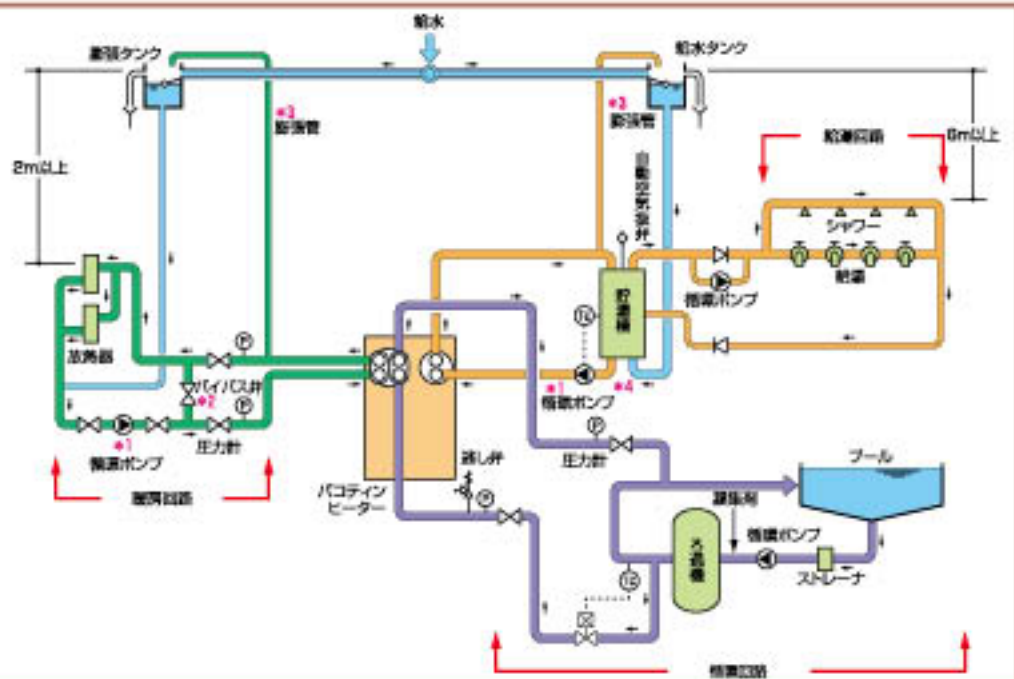 給水
膨張タンク
給水タンク
*3
膨張管
*3
膨張管
自動空気抜弁
2m以上
6m以上
給湯回路
シャワー
給湯
循環ポンプ
貯湯槽
放熱器
P
バイパス弁
*2
P
*1
循環ポンプ
圧力計
暖房回路
*1
循環ポンプ
*4
P
圧力計
逃し弁
P
バコティン
ヒーター
プール
凝集剤
循環ポンプ
ストレーナ
ろ過機
循環回路